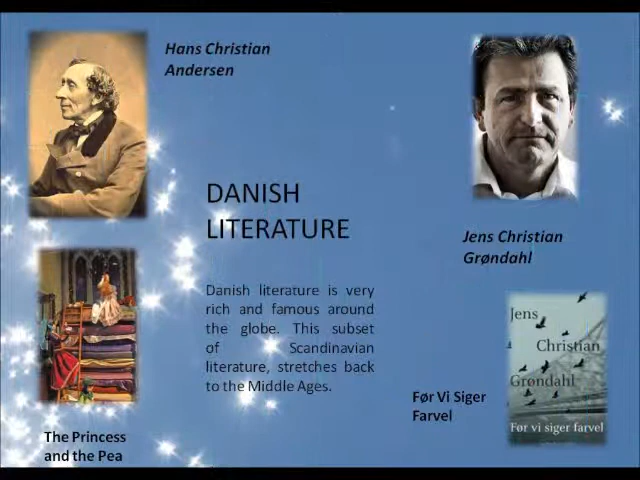 Hans Christian
Andersen
DANISH
LITERATURE
Jens Christian
Grøndahl
Danish literature is very
rich and famous around
the globe. This subset
of Scandinavian
literature, stretches back
to the Middle Ages.
Jens
Christian
Grøndahl
Før vi siger farvel
Før Vi Siger
Farvel
The Princess
and the Pea